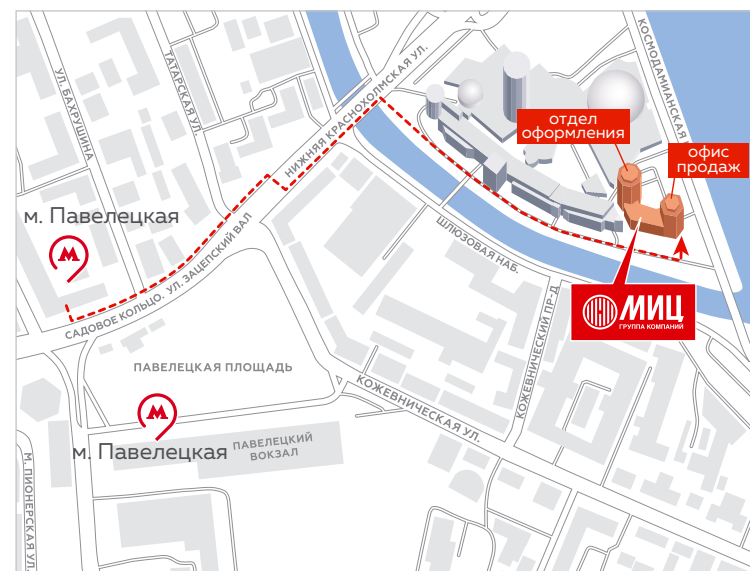 КОСМОДАМИАНСКАЯ
НИЖНЯЯ КРАСНОХОЛМСКАЯ УЛ.
ТАТАРСКАЯ УЛ.
УЛ. БАХРУШИНА
отдел
оформления
офис
продаж
м. Павелецкая
М
САДОВОЕ КОЛЬЦО. УЛ. ЗАЦЕПСКИЙ ВАЛ
ШЛЮЗОВАЯ НАБ.
МИЦ
ГРУППА КОМПАНИЙ
КОЖЕВНИЧЕСКИЙ ПР-Д
ПАВЕЛЕЦКАЯ ПЛОЩАДЬ
КОЖЕВНИЧЕСКАЯ УЛ.
М
м. Павелецкая
ПАВЕЛЕЦКИЙ
ВОКЗАЛ
М. ПИОНЕРСКАЯ УЛ.